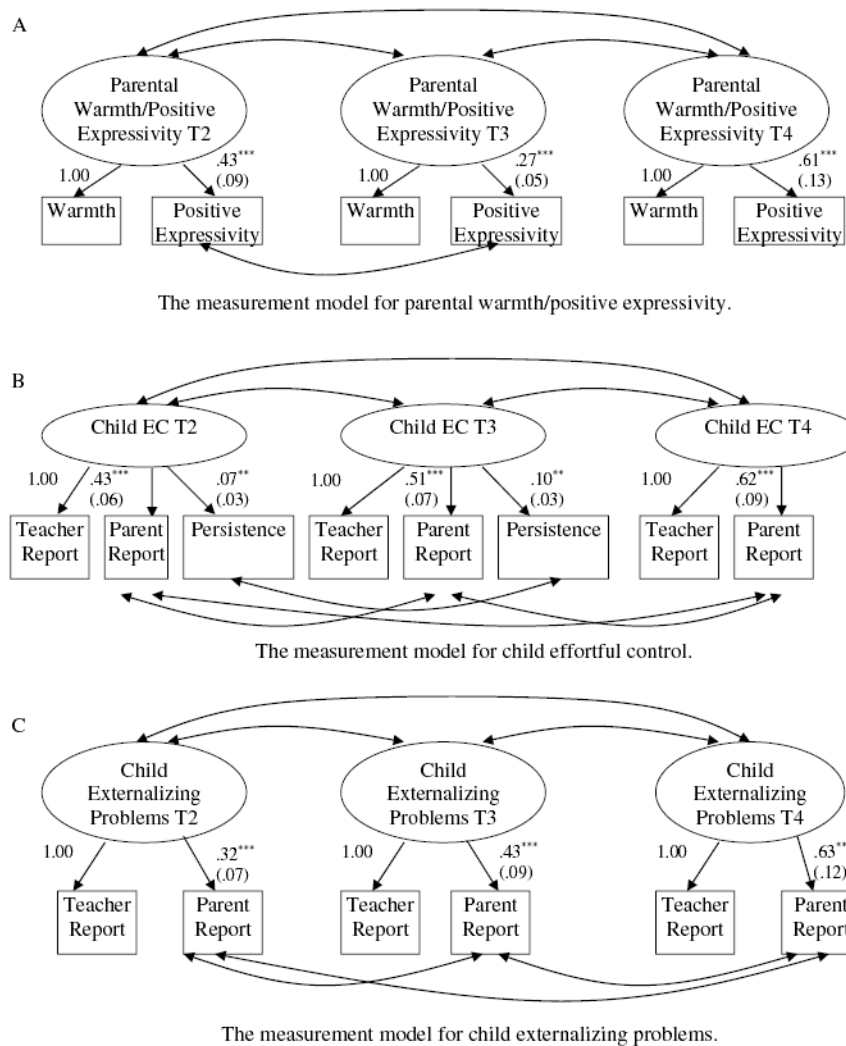 A
Parental
Warmth/Positive
Expressivity T2
Parental
Warmth/Positive
Expressivity T3
Parental
Warmth/Positive
Expressivity T4
1.00
.43***
(.09)
1.00
.27***
(.05)
1.00
.61***
(.13)
Warmth
Positive
Expressivity
Warmth
Positive
Expressivity
Warmth
Positive
Expressivity
The measurement model for parental warmth/positive expressivity.
B
Child EC T2
Child EC T3
Child EC T4
1.00
.43***
(.06)
.07**
(.03)
1.00
.51***
(.07)
.10**
(.03)
1.00
.62***
(.09)
Teacher
Report
Parent
Report
Persistence
Teacher
Report
Parent
Report
Persistence
Teacher
Report
Parent
Report
The measurement model for child effortful control.
C
Child
Externalizing
Problems T2
Child
Externalizing
Problems T3
Child
Externalizing
Problems T4
1.00
.32***
(.07)
1.00
.43***
(.09)
1.00
.63**
(.12)
Teacher
Report
Parent
Report
Teacher
Report
Parent
Report
Teacher
Report
Parent
Report
The measurement model for child externalizing problems.